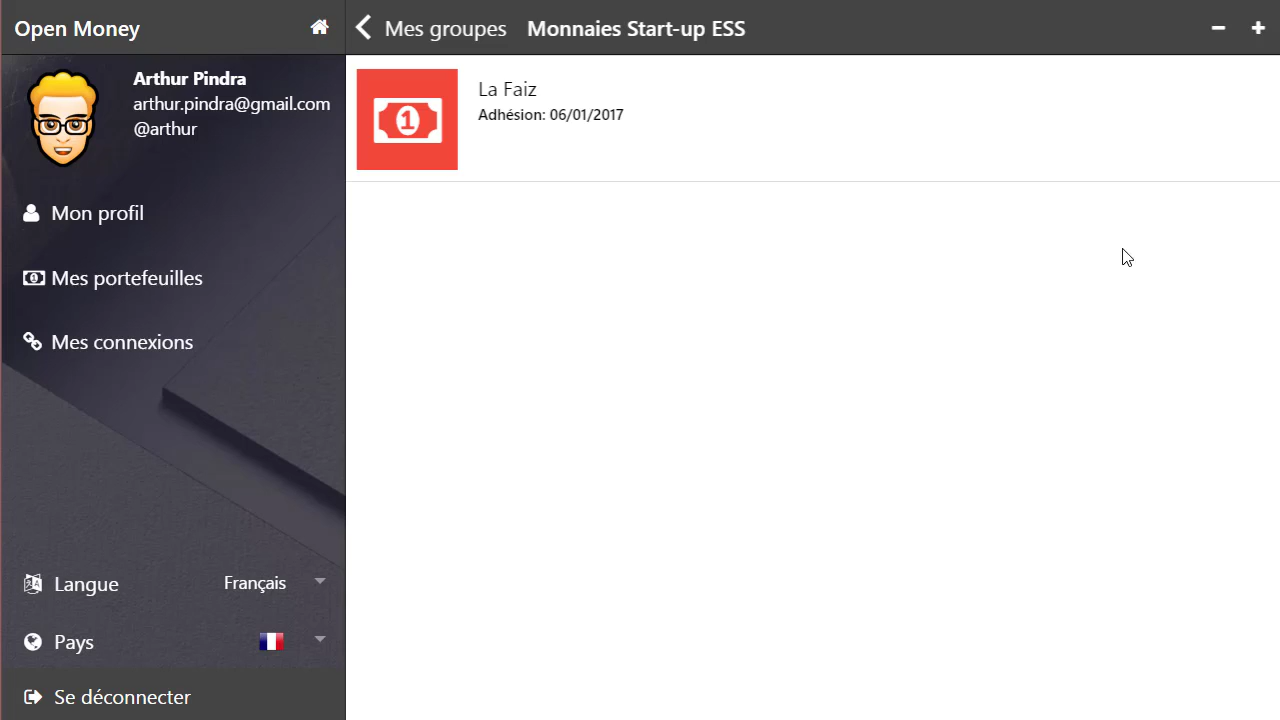 Open Money
Arthur Pindra
arthur.pindra@gmail.com
@arthur
Mon profil
Mes portefeuilles
Mes connexions
Langue Français
Pays
Se déconnecter
Mes groupes Monnaies Start-up ESS
La Faiz
Adhésion: 06/01/2017